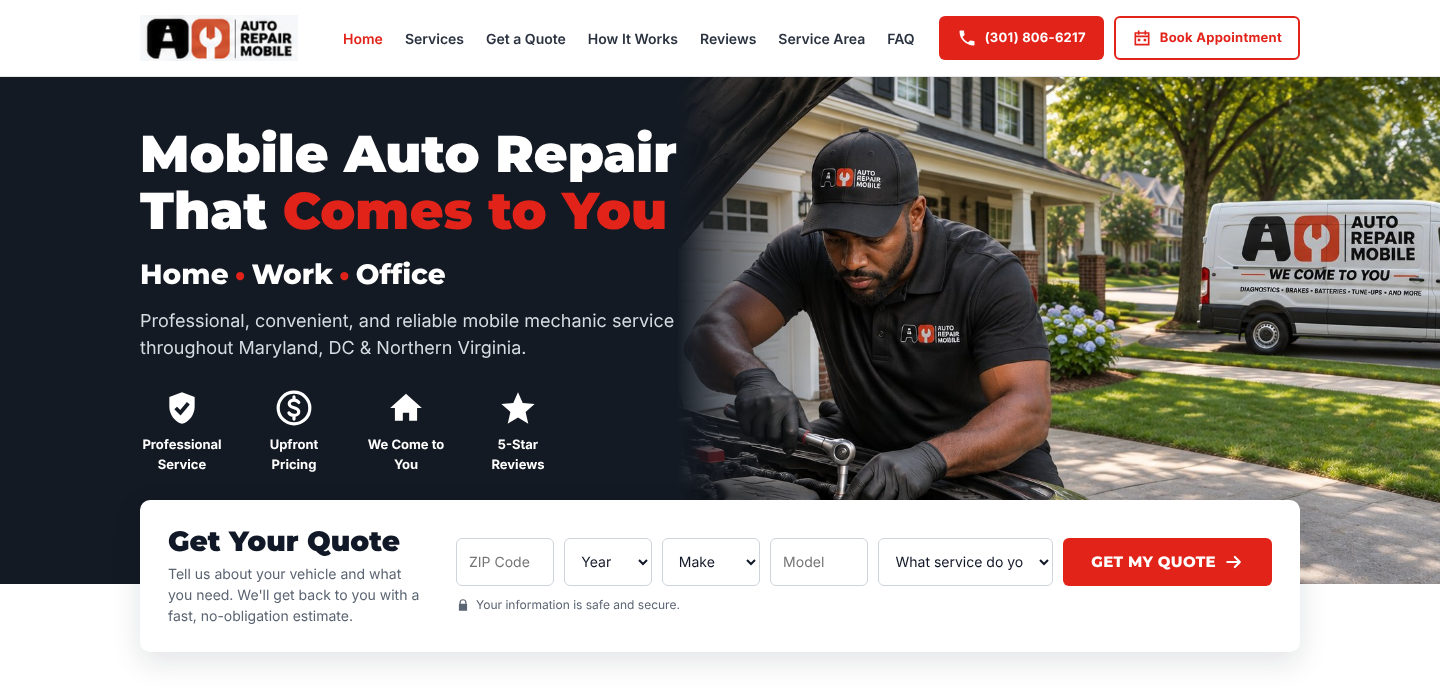 AY AUTO
REPAIR
MOBILE
Home
Services
Get a Quote
How It Works
Reviews
Service Area
FAQ
(301) 806-6217
Book Appointment
Mobile Auto Repair
That Comes to You
Home • Work • Office
Professional, convenient, and reliable mobile mechanic service
throughout Maryland, DC & Northern Virginia.
Professional
Service
Upfront
Pricing
We Come to
You
5-Star
Reviews
AY AUTO
REPAIR
MOBILE
AY AUTO
REPAIR
MOBILE
AY AUTO
REPAIR
MOBILE
WE COME TO YOU
DIAGNOSTICS • BRAKES • BATTERIES • TUNE-UPS • AND MORE
Get Your Quote
Tell us about your vehicle and what
you need. We'll get back to you with a
fast, no-obligation estimate.
ZIP Code
Year
Make
Model
What service do yo
GET MY QUOTE →
Your information is safe and secure.